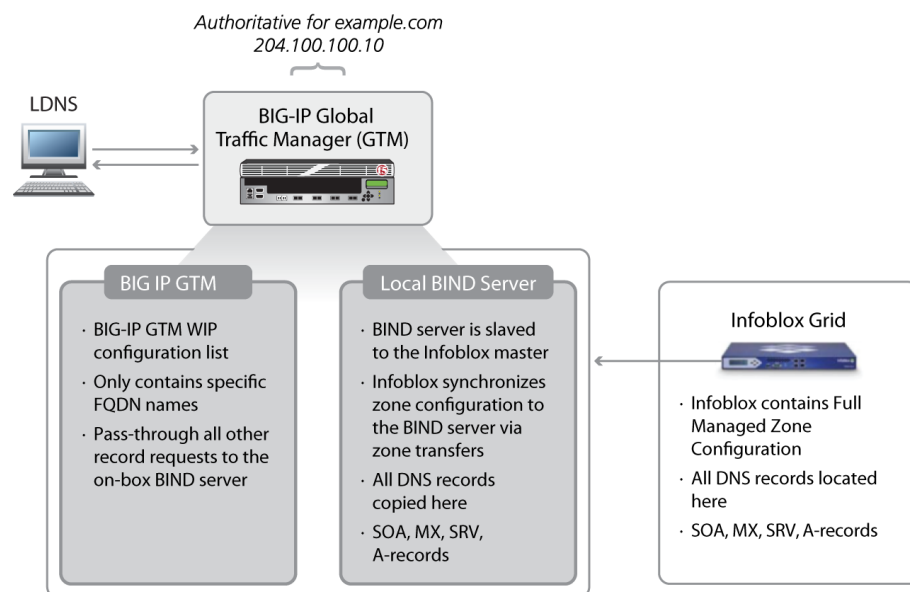 Authoritative for example.com
204.100.100.10
LDNS
BIG-IP Global
Traffic Manager (GTM)
BIG IP GTM
· BIG-IP GTM WIP
configuration list
· Only contains specific
FQDN names
· Pass-through all other
record requests to the
on-box BIND server
Local BIND Server
· BIND server is slaved
to the Infoblox master
· Infoblox synchronizes
zone configuration to
the BIND server via
zone transfers
· All DNS records
copied here
· SOA, MX, SRV,
A-records
Infoblox Grid
· Infoblox contains Full
Managed Zone
Configuration
· All DNS records located
here
· SOA, MX, SRV, A-records